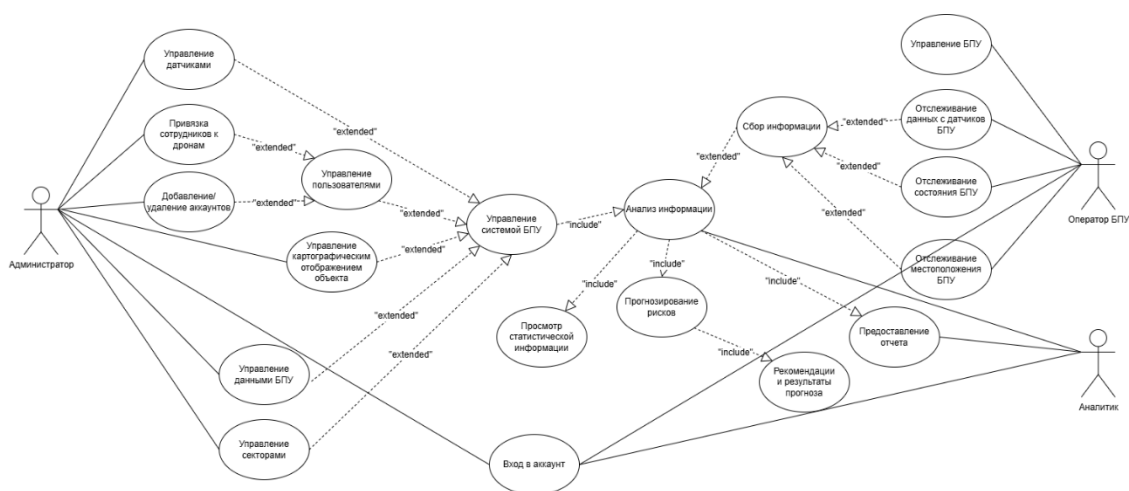 Управление
датчиками
Привязка
сотрудников к
дронам
Добавление/
удаление аккаунтов
Администратор
Управление
пользователями
Управление
картографическим
отображением
объекта
Управление
данными БПУ
Управление
секторами
"extended"
"extended"
"extended"
"extended"
"extended"
"extended"
"extended"
Управление
системой БПУ
"include"
Анализ информации
"extended"
Сбор информации
"extended"
"extended"
"extended"
Управление БПУ
Отслеживание
данных с датчиков
БПУ
Отслеживание
состояния БПУ
Отслеживание
местоположения
БПУ
Оператор БПУ
"include"
"include"
"include"
Просмотр
статистической
информации
Прогнозирование
рисков
"include"
Рекомендации
и результаты
прогноза
Предоставление
отчета
Аналитик
Вход в аккаунт